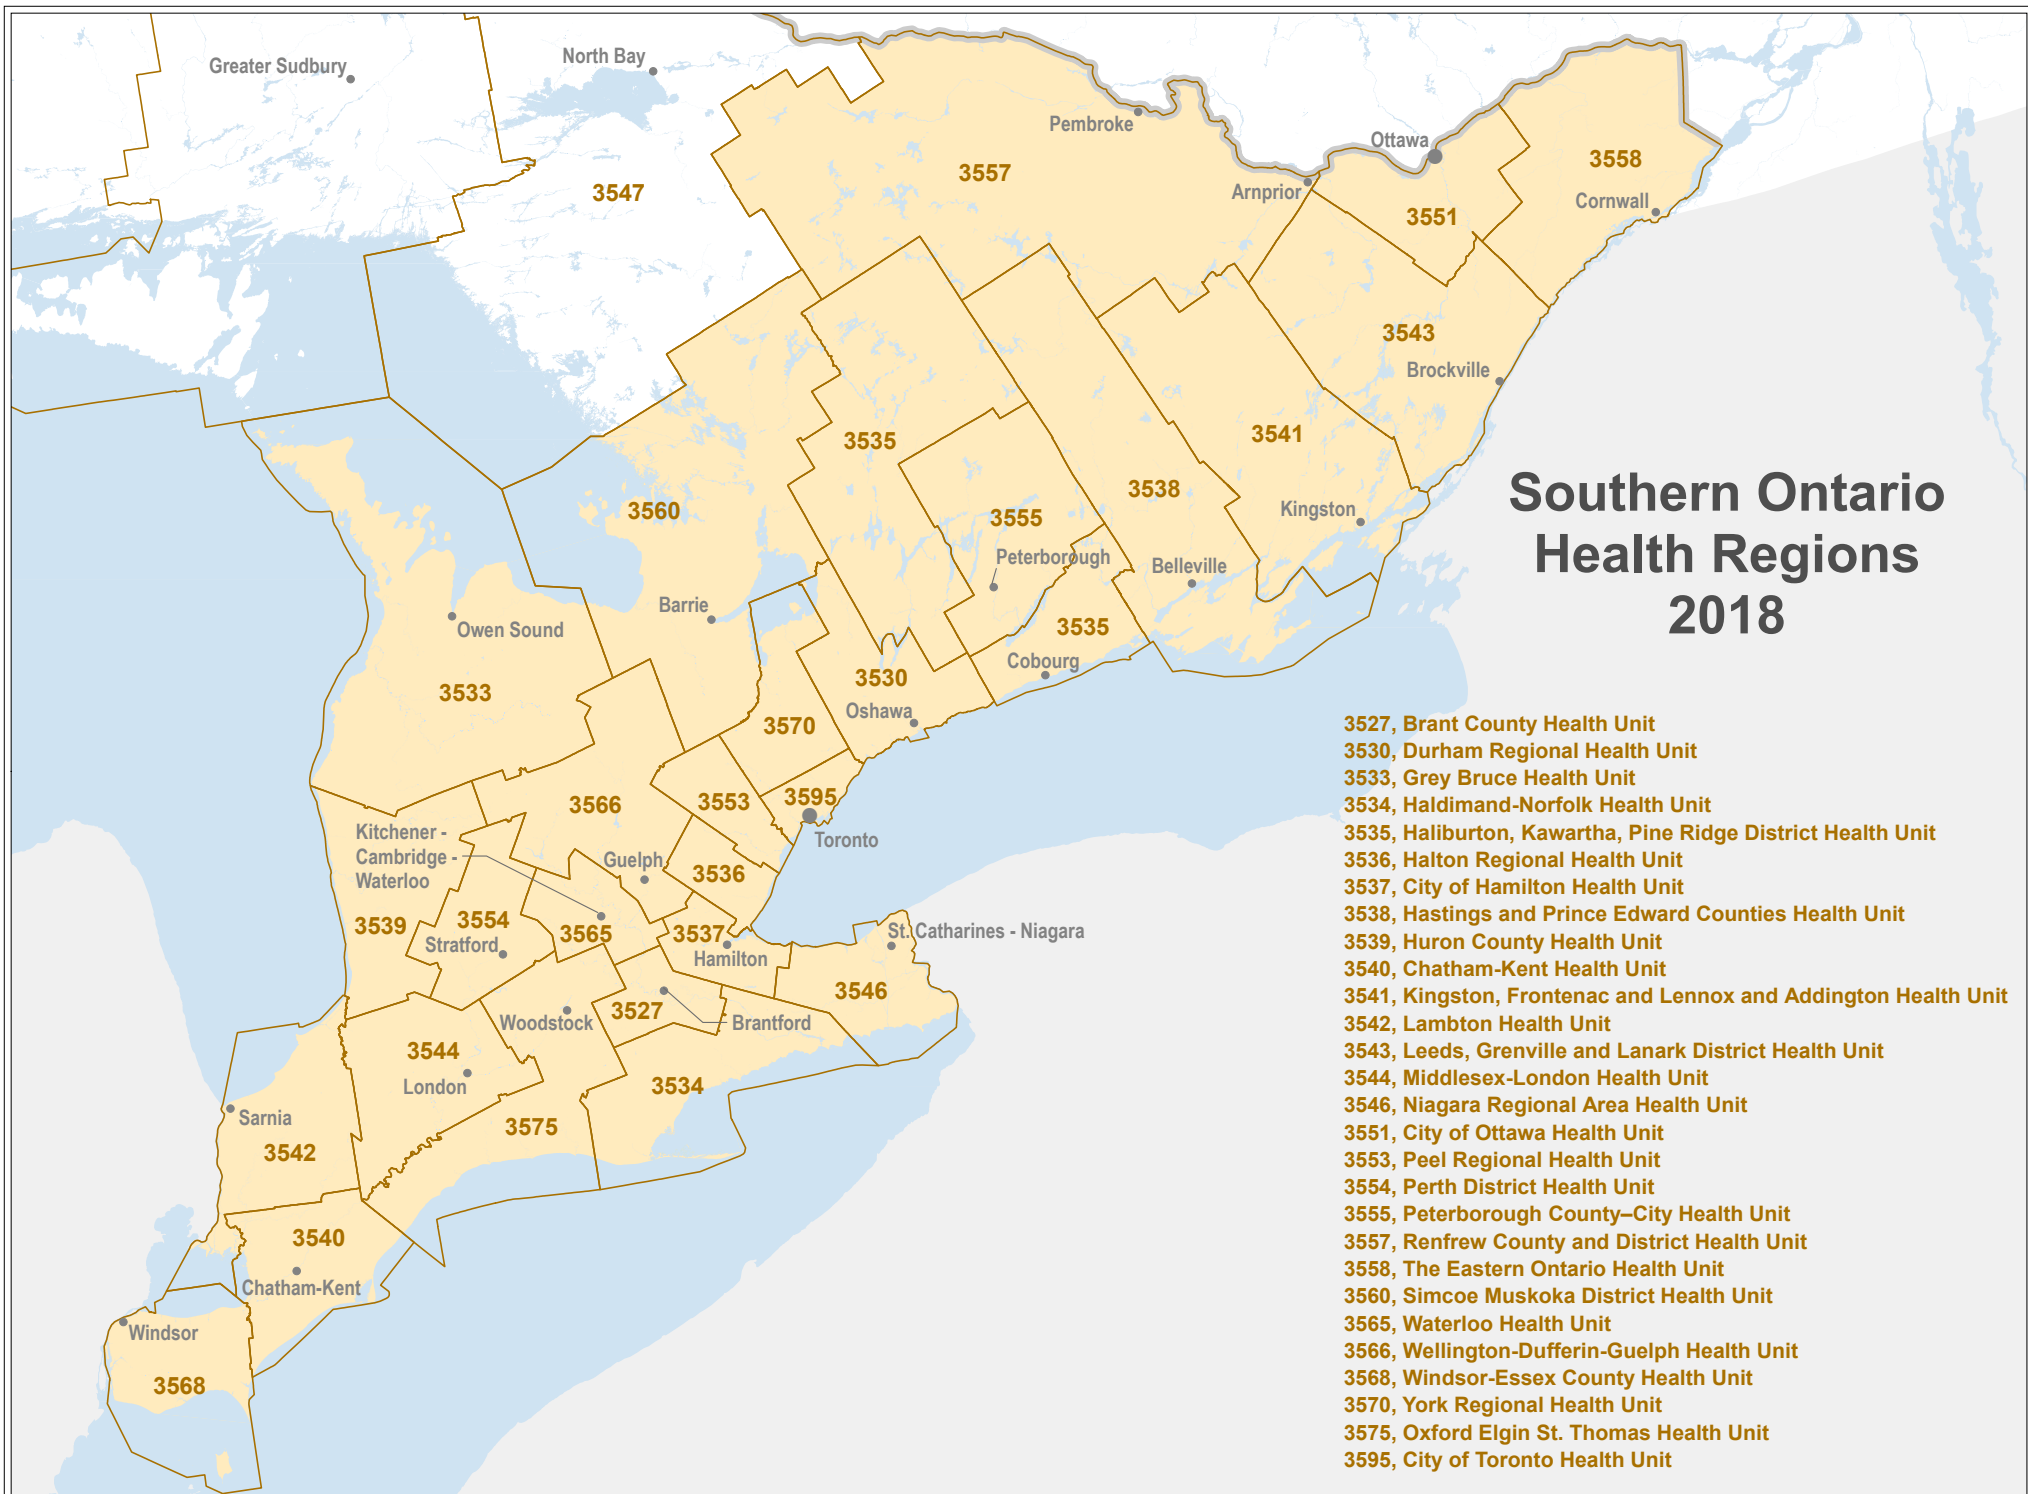 Greater Sudbury
North Bay
Pembroke
Ottawa
3558
3557
3547
Arnprior
Cornwall
3551
3543
Brockville
3535
3541
3538
3560
3555
Kingston
Southern Ontario
Health Regions
2018
Peterborough
Belleville
Barrie
Owen Sound
3535
Cobourg
3530
3533
Oshawa
3570
3566
3553
3595
Toronto
Kitchener -
Cambridge -
Waterloo
Guelph
3536
3539
3554
3565
3537
St. Catharines - Niagara
Stratford
Hamilton
3546
3527
Woodstock
Brantford
3544
London
3534
Sarnia
3575
3542
3540
Chatham-Kent
Windsor
3568
3527, Brant County Health Unit
3530, Durham Regional Health Unit
3533, Grey Bruce Health Unit
3534, Haldimand-Norfolk Health Unit
3535, Haliburton, Kawartha, Pine Ridge District Health Unit
3536, Halton Regional Health Unit
3537, City of Hamilton Health Unit
3538, Hastings and Prince Edward Counties Health Unit
3539, Huron County Health Unit
3540, Chatham-Kent Health Unit
3541, Kingston, Frontenac and Lennox and Addington Health Unit
3542, Lambton Health Unit
3543, Leeds, Grenville and Lanark District Health Unit
3544, Middlesex-London Health Unit
3546, Niagara Regional Area Health Unit
3551, City of Ottawa Health Unit
3553, Peel Regional Health Unit
3554, Perth District Health Unit
3555, Peterborough County–City Health Unit
3557, Renfrew County and District Health Unit
3558, The Eastern Ontario Health Unit
3560, Simcoe Muskoka District Health Unit
3565, Waterloo Health Unit
3566, Wellington-Dufferin-Guelph Health Unit
3568, Windsor-Essex County Health Unit
3570, York Regional Health Unit
3575, Oxford Elgin St. Thomas Health Unit
3595, City of Toronto Health Unit